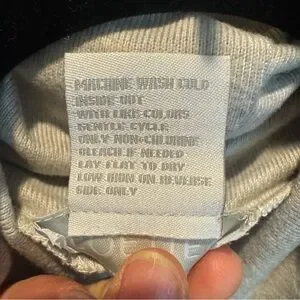 MACHINE WASH COLD
INSIDE OUT
WITH LIKE COLORS
GENTLE CYCLE
ONLY NON-CHLORINE
BLEACH IF NEEDED
LAY FLAT TO DRY
LOW IRON ON REVERSE
SIDE ONLY